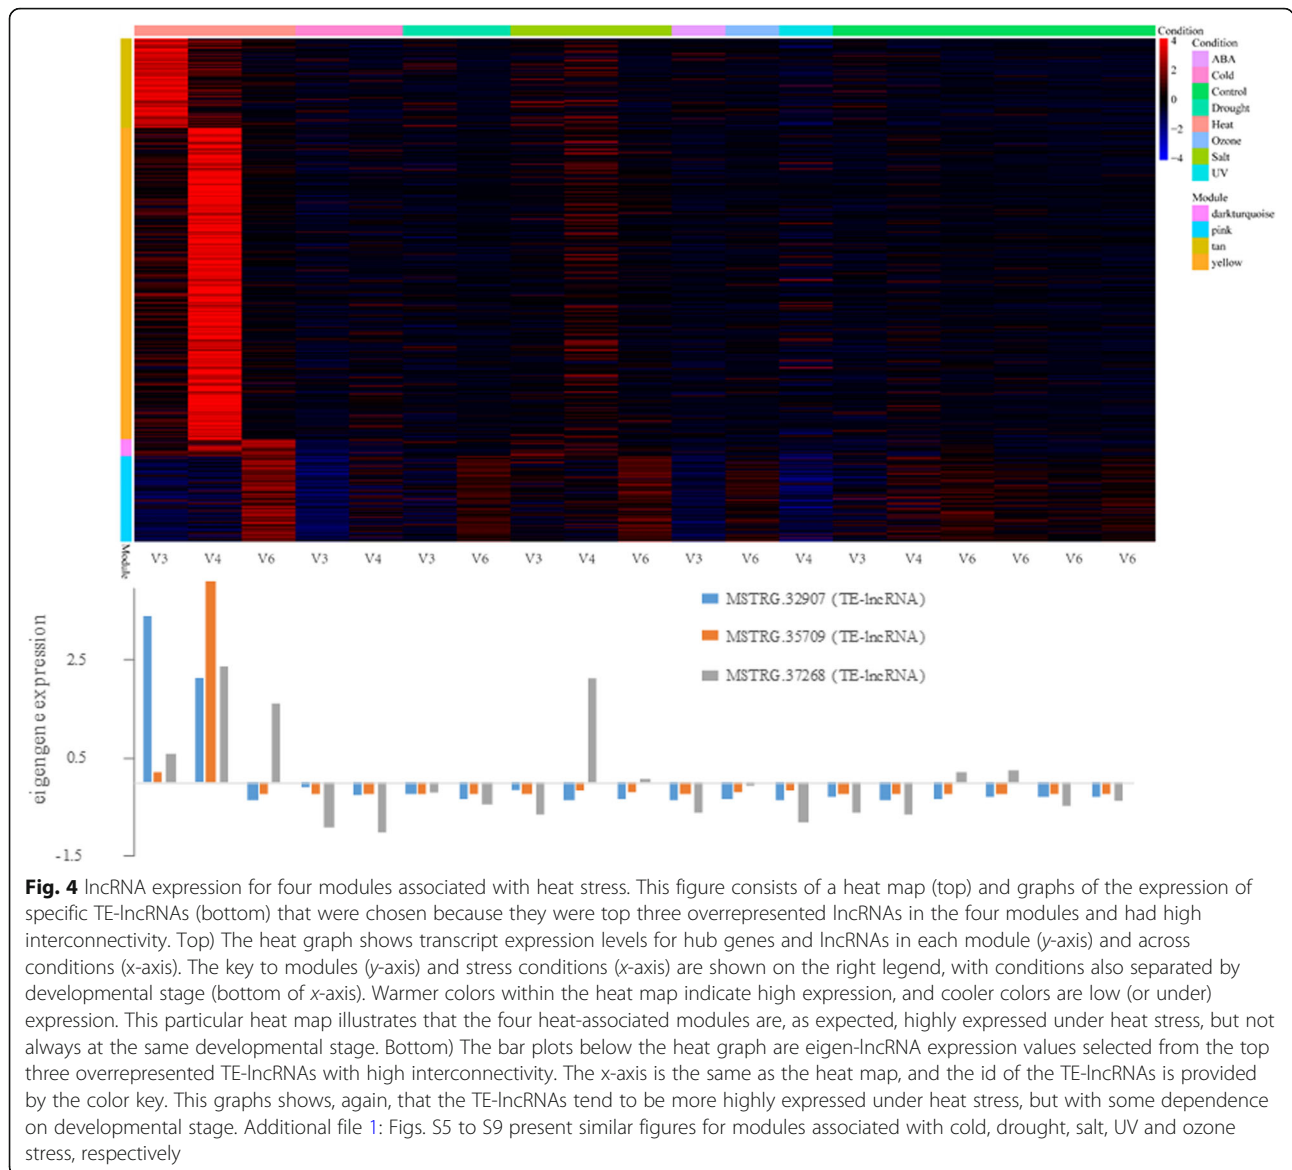 Condition
4
2
0
−2
−4
Condition
ABA
Cold
Control
Drought
Heat
Ozone
Salt
UV
Module
darkturquoise
pink
tan
yellow
Module
V3 V4 V6 V3 V4 V3 V6 V3 V4 V6 V3 V6 V4 V3 V4 V6 V6 V6 V6
eigengene expression
2.5
0.5
-1.5
MSTRG.32907 (TE-lncRNA)
MSTRG.35709 (TE-lncRNA)
MSTRG.37268 (TE-lncRNA)
Fig. 4 lncRNA expression for four modules associated with heat stress. This figure consists of a heat map (top) and graphs of the expression of
specific TE-lncRNAs (bottom) that were chosen because they were top three overrepresented lncRNAs in the four modules and had high
interconnectivity. Top) The heat graph shows transcript expression levels for hub genes and lncRNAs in each module (y-axis) and across
conditions (x-axis). The key to modules (y-axis) and stress conditions (x-axis) are shown on the right legend, with conditions also separated by
developmental stage (bottom of x-axis). Warmer colors within the heat map indicate high expression, and cooler colors are low (or under)
expression. This particular heat map illustrates that the four heat-associated modules are, as expected, highly expressed under heat stress, but not
always at the same developmental stage. Bottom) The bar plots below the heat graph are eigen-lncRNA expression values selected from the top
three overrepresented TE-lncRNAs with high interconnectivity. The x-axis is the same as the heat map, and the id of the TE-lncRNAs is provided
by the color key. This graphs shows, again, that the TE-lncRNAs tend to be more highly expressed under heat stress, but with some dependence
on developmental stage. Additional file 1: Figs. S5 to S9 present similar figures for modules associated with cold, drought, salt, UV and ozone
stress, respectively